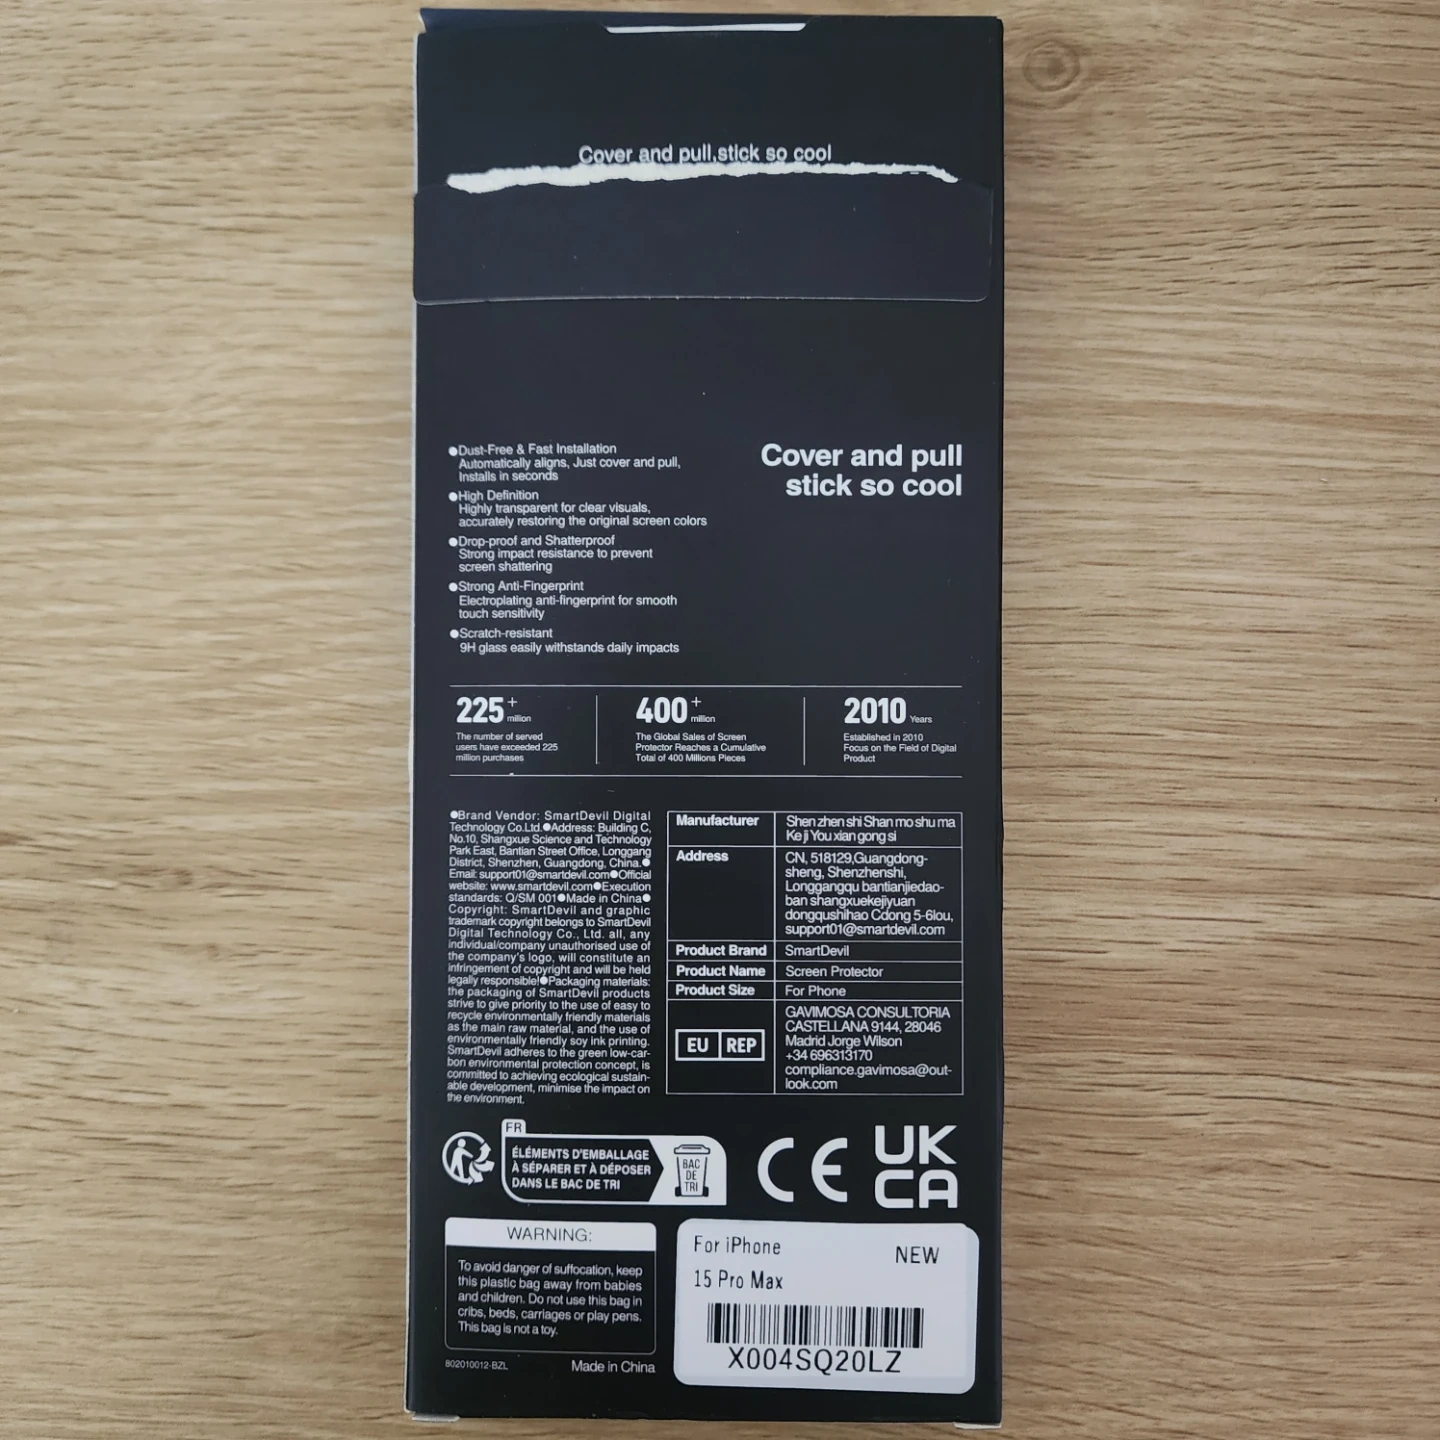 Cover and pull,stick so cool
●Dust-Free & Fast Installation
Automatically aligns, Just cover and pull,
Installs in seconds
●High Definition
Highly transparent for clear visuals,
accurately restoring the original screen colors
●Drop-proof and Shatterproof
Strong impact resistance to prevent
screen shattering
●Strong Anti-Fingerprint
Electroplating anti-fingerprint for smooth
touch sensitivity
●Scratch-resistant
9H glass easily withstands daily impacts
Cover and pull
stick so cool
225+ million
The number of served
users have exceeded 225
million purchases
400+ million
The Global Sales of Screen
Protector Reaches a Cumulative
Total of 400 Millions Pieces
2010 Years
Established in 2010
Focus on the Field of Digital
Product
●Brand Vendor: SmartDevil Digital
Technology Co.Ltd.●Address: Building C,
No.10, Shangxue Science and Technology
Park East, Bantian Street Office, Longgang
District, Shenzhen, Guangdong, China.●
Email: support01@smartdevil.com●Official
website: www.smartdevil.com●Execution
standards: Q/SM 001●Made in China●
Copyright: SmartDevil and graphic
trademark copyright belongs to SmartDevil
Digital Technology Co., Ltd. all, any
individual/company unauthorised use of
the company's logo, will constitute an
infringement of copyright and will be held
legally responsible!●Packaging materials:
the packaging of SmartDevil products
strive to give priority to the use of easy to
recycle environmentally friendly materials
as the main raw material, and the use of
environmentally friendly soy ink printing.
SmartDevil adheres to the green low-car-
bon environmental protection concept, is
committed to achieving ecological sustain-
able development, minimise the impact on
the environment.
Manufacturer
Shen zhen shi Shan mo shu ma
Ke ji You xian gong si
Address
CN, 518129,Guangdong-
sheng, Shenzhenshi,
Longgangqu bantianjiedao-
ban shangxuekejiyuan
dongqushihao Cdong 5-6lou,
support01@smartdevil.com
Product Brand SmartDevil
Product Name Screen Protector
Product Size For Phone
EU REP
GAVIMOSA CONSULTORIA
CASTELLANA 9144, 28046
Madrid Jorge Wilson
+34 696313170
compliance.gavimosa@out-
look.com
FR
ÉLÉMENTS D'EMBALLAGE
À SÉPARER ET À DÉPOSER
DANS LE BAC DE TRI
BAC
DE
TRI
CE
UK
CA
WARNING:
To avoid danger of suffocation, keep
this plastic bag away from babies
and children. Do not use this bag in
cribs, beds, carriages or play pens.
This bag is not a toy.
802010012-BZL
Made in China
For iPhone
NEW
15 Pro Max
X004SQ20LZ